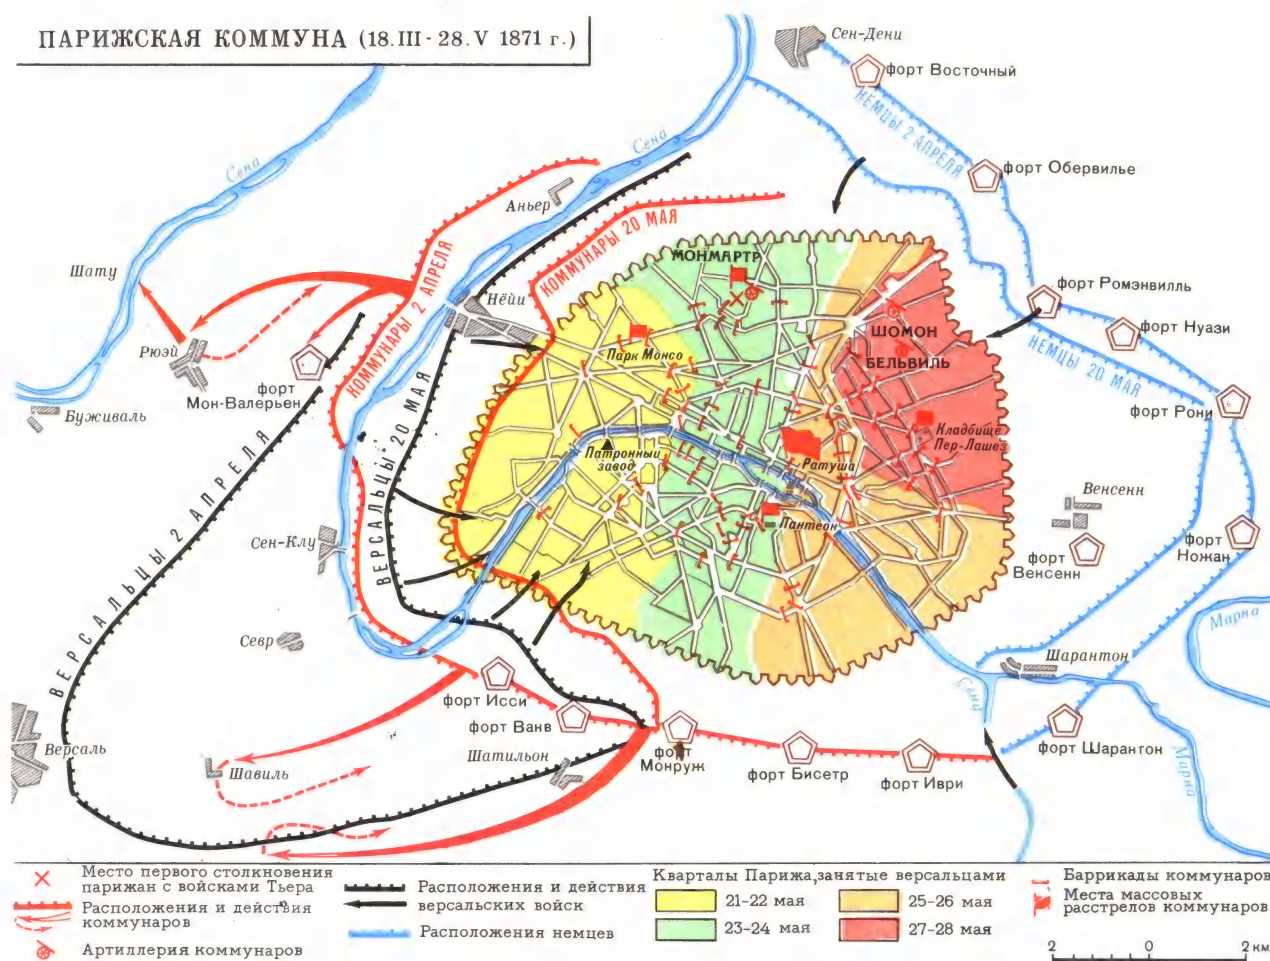 ПАРИЖСКАЯ КОММУНА (18.III - 28.V 1871 г.)
Сен-Дени
форт Восточный
НЕМЦЫ 2 АПРЕЛЯ
Сена
Сена
форт Обервилье
Аньер
КОММУНАРЫ 20 МАЯ
МОНМАРТР
Шату
КОММУНАРЫ 2 АПРЕЛЯ
Нёйи
форт Ромэнвилль
форт Нуази
ШОМОН
Рюэй
Парк Монсо
БЕЛЬВИЛЬ
НЕМЦЫ 20 МАЯ
форт
Мон-Валерьен
Буживаль
форт Рони
Кладбище
Пер-Лашез
Патронный
завод
Ратуша
ВЕРСАЛЬЦЫ 20 МАЯ
ВЕРСАЛЬЦЫ 2 АПРЕЛЯ
Венсенн
Пантеон
Сен-Клу
форт
Ножан
форт
Венсенн
Марна
Севр
Шарантон
Сена
форт Исси
форт Ванв
Версаль
Шавиль
Шатильон
форт
Монруж
форт Бисетр
форт Иври
форт Шарантон
Марна
Место первого столкновения
парижан с войсками Тьера
Расположения и действия
коммунаров
Артиллерия коммунаров
Расположения и действия
версальских войск
Расположения немцев
Кварталы Парижа, занятые версальцами
21-22 мая
23-24 мая
25-26 мая
27-28 мая
Баррикады коммунаров
Места массовых
расстрелов коммунаров
2 0 2 км